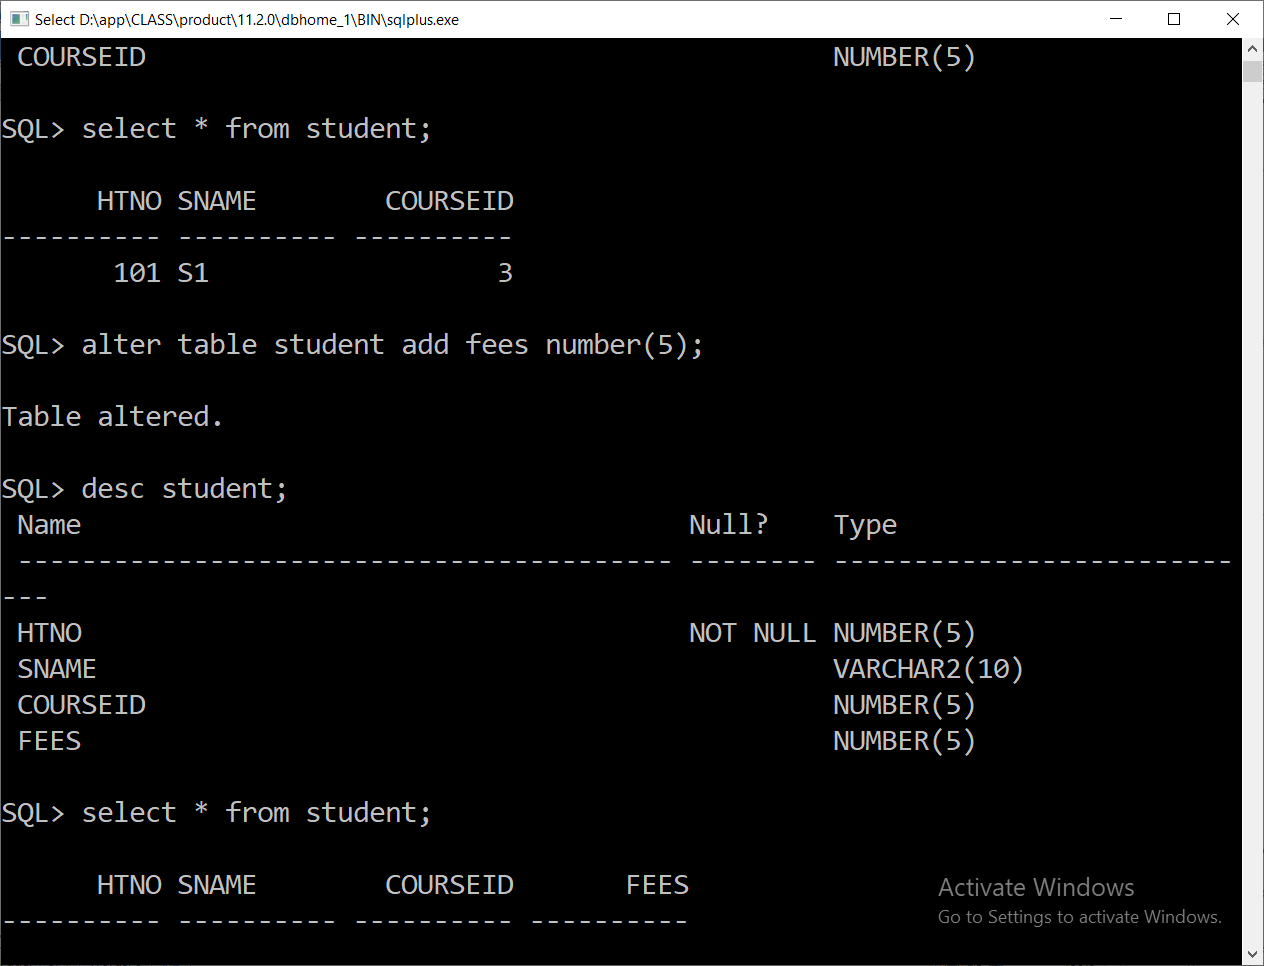 Select D:\app\CLASS\product\11.2.0\dbhome_1\BIN\sqlplus.exe
COURSEID NUMBER(5)
SQL> select * from student;
HTNO SNAME COURSEID
---------- ---------- ----------
101 S1 3
SQL> alter table student add fees number(5);
Table altered.
SQL> desc student;
Name Null? Type
----------------------------------------- -------- -------------------------
---
HTNO NOT NULL NUMBER(5)
SNAME VARCHAR2(10)
COURSEID NUMBER(5)
FEES NUMBER(5)
SQL> select * from student;
HTNO SNAME COURSEID FEES
---------- ---------- ---------- ----------
Activate Windows
Go to Settings to activate Windows.